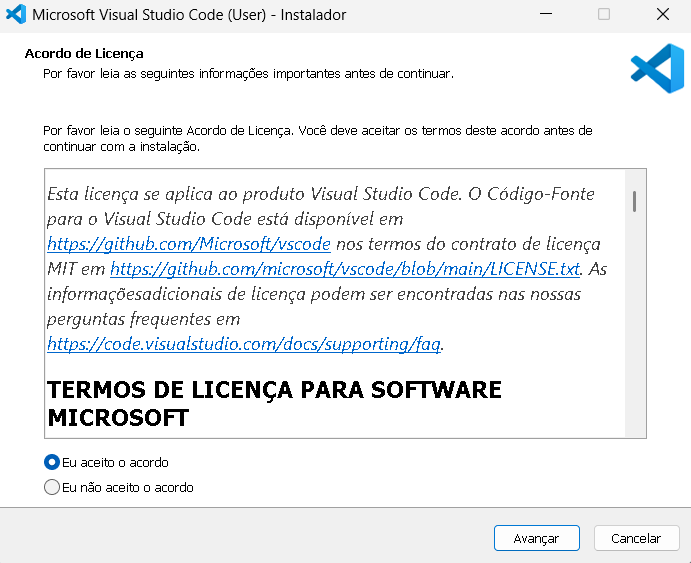 Microsoft Visual Studio Code (User) - Instalador
Acordo de Licença
Por favor leia as seguintes informações importantes antes de continuar.
Por favor leia o seguinte Acordo de Licença. Você deve aceitar os termos deste acordo antes de
continuar com a instalação.
Esta licença se aplica ao produto Visual Studio Code. O Código-Fonte
para o Visual Studio Code está disponível em
https://github.com/Microsoft/vscode nos termos do contrato de licença
MIT em https://github.com/microsoft/vscode/blob/main/LICENSE.txt. As
informaçõesadicionais de licença podem ser encontradas nas nossas
perguntas frequentes em
https://code.visualstudio.com/docs/supporting/faq.
TERMOS DE LICENÇA PARA SOFTWARE
MICROSOFT
Eu aceito o acordo
Eu não aceito o acordo
Avançar
Cancelar